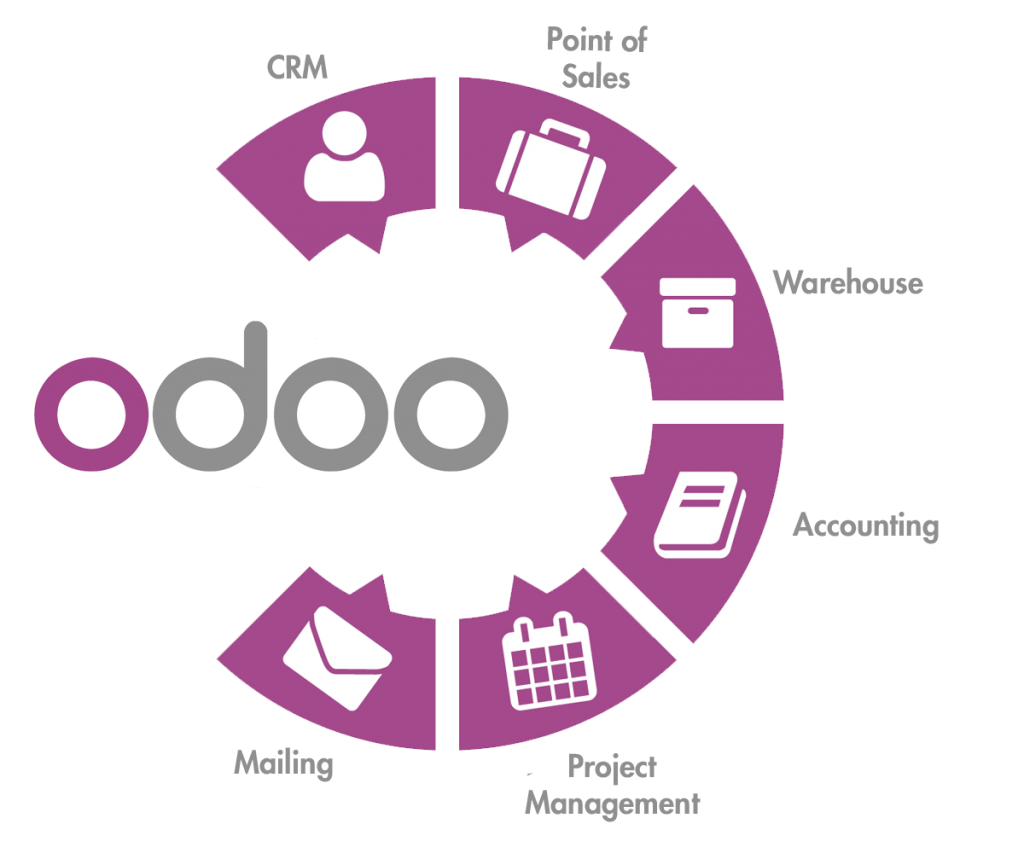 CRM
Point of
Sales
Warehouse
odoo
Accounting
Mailing
Project
Management